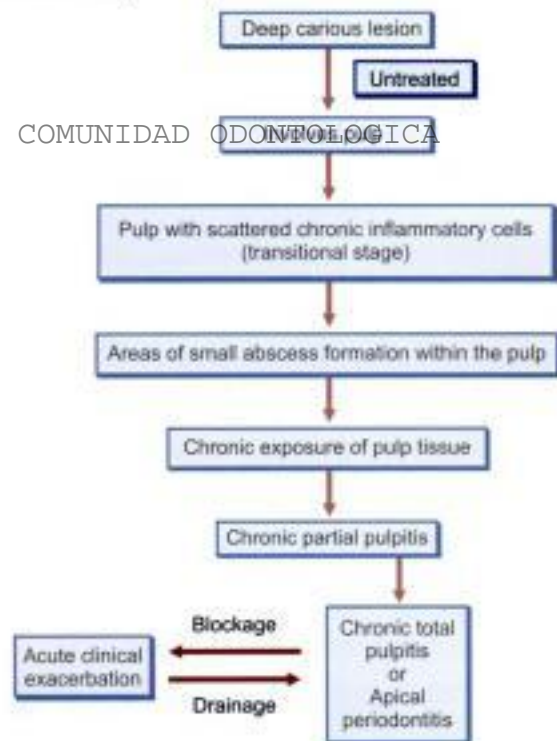 Deep carious lesion
Untreated
COMUNIDAD ODONTOLOGICA
Pulp with scattered chronic inflammatory cells
(transitional stage)
Areas of small abscess formation within the pulp
Chronic exposure of pulp tissue
Chronic partial pulpitis
Blockage
Acute clinical
exacerbation
Drainage
Chronic total
pulpitis
or
Apical
periodontitis